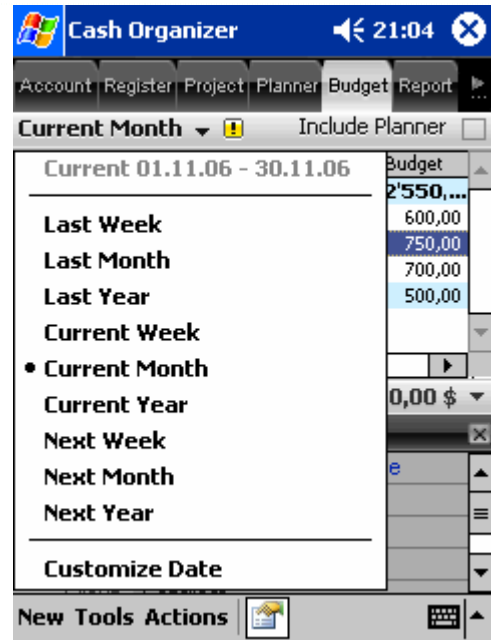 Cash Organizer 21:04
Account Register Project Planner Budget Report
Current Month Include Planner
Current 01.11.06 - 30.11.06
Budget
2'550,...
Last Week
600,00
750,00
Last Month
700,00
Last Year
500,00
Current Week
Current Month
Current Year
0,00 $
Next Week
Next Month
e
Next Year
Customize Date
New Tools Actions